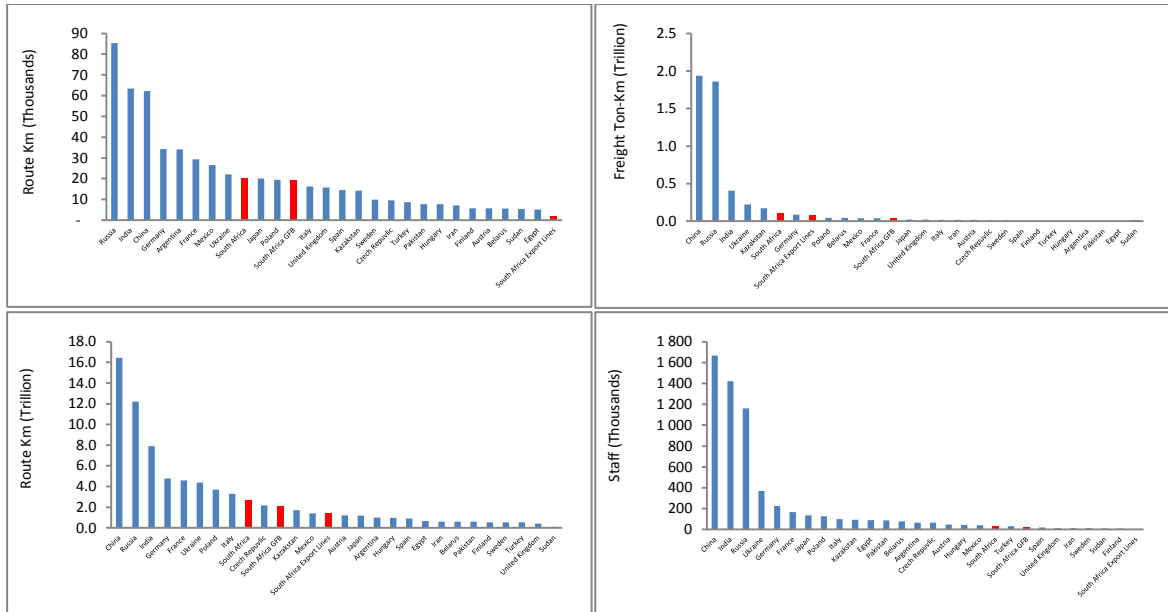 Route Km (Thousands)
90
80
70
60
50
40
30
20
10
-
Russia
India
China
Germany
Argentina
France
Mexico
Ukraine
South Africa
Japan
Poland
South Africa GFB
Italy
United Kingdom
Spain
Kazakstan
Sweden
Czech Repuvlic
Turkey
Pakistan
Hungary
Iran
Finland
Austria
Belarus
Sudan
Egypt
South Africa Export Lines
Freight Ton-Km (Trillion)
2.5
2.0
1.5
1.0
0.5
0.0
China
Russia
India
Ukraine
Kazakstan
South Africa
Germany
South Africa Export Lines
Poland
Belarus
Mexico
France
South Africa GFB
Japan
United Kingdom
Italy
Iran
Austria
Czech Repuvlic
Sweden
Spain
Finland
Turkey
Hungary
Argentina
Pakistan
Egypt
Sudan
Route Km (Trillion)
18.0
16.0
14.0
12.0
10.0
8.0
6.0
4.0
2.0
0.0
China
Russia
India
Germany
France
Ukraine
Poland
Italy
South Africa
Czech Repuvlic
South Africa GFB
Kazakstan
Mexico
South Africa Export Lines
Austria
Japan
Argentina
Hungary
Spain
Egypt
Iran
Belarus
Pakistan
Finland
Sweden
Turkey
United Kingdom
Sudan
Staff (Thousands)
1 800
1 600
1 400
1 200
1 000
800
600
400
200
0
China
India
Russia
Ukraine
Germany
France
Japan
Poland
Italy
Kazakstan
Egypt
Pakistan
Belarus
Argentina
Czech Repuvlic
Austria
Hungary
Mexico
South Africa
Turkey
South Africa GFB
Spain
United Kingdom
Iran
Sweden
Sudan
Finland
South Africa Export Lines